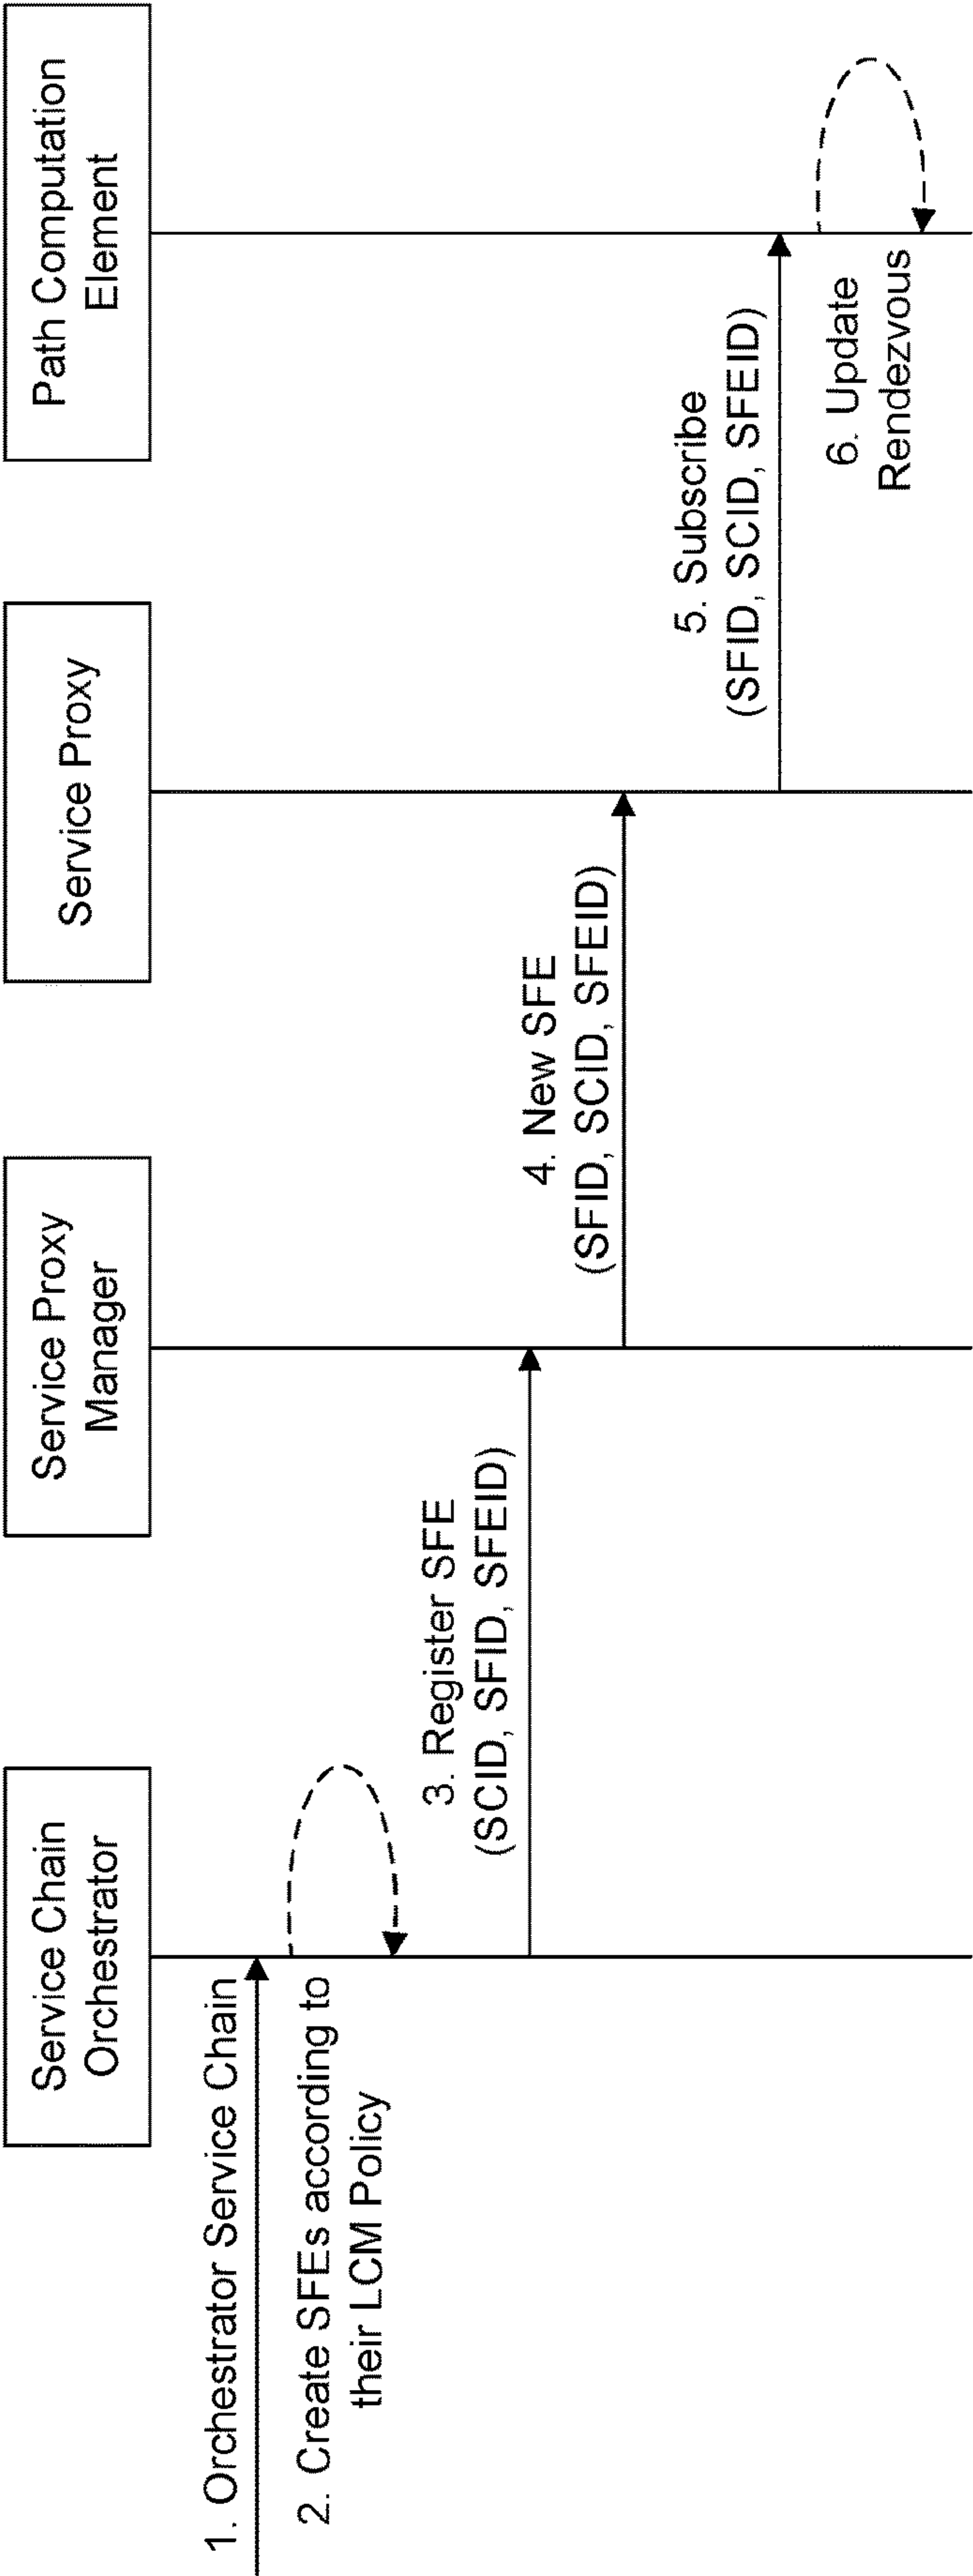 Service Chain
Orchestrator
Service Proxy
Manager
Service Proxy
Path Computation
Element
1. Orchestrator Service Chain
2. Create SFEs according to
their LCM Policy
3. Register SFE
(SCID, SFID, SFEID)
4. New SFE
(SFID, SCID, SFEID)
5. Subscribe
(SFID, SCID, SFEID)
6. Update
Rendezvous